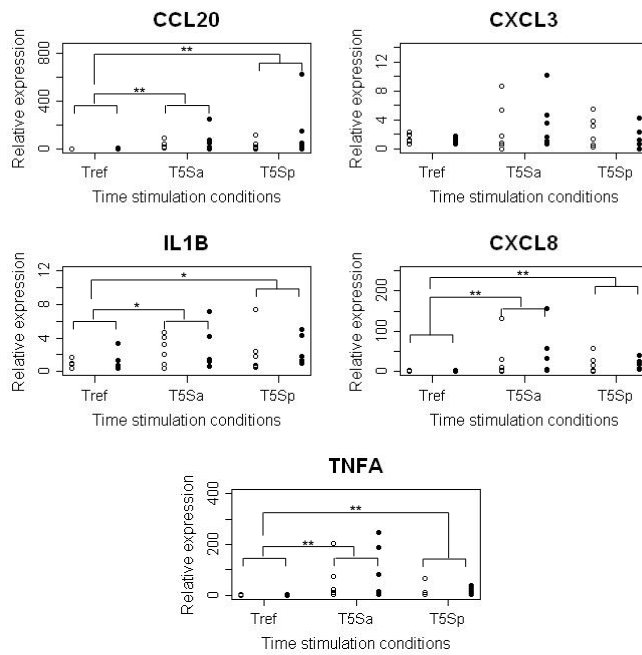 CCL20
Relative expression
0 400 800
**
**
Tref T5Sa T5Sp
Time stimulation conditions
CXCL3
Relative expression
0 4 8 12
Tref T5Sa T5Sp
Time stimulation conditions
IL1B
Relative expression
0 4 8 12
*
*
Tref T5Sa T5Sp
Time stimulation conditions
CXCL8
Relative expression
0 100 200
**
**
Tref T5Sa T5Sp
Time stimulation conditions
TNFA
Relative expression
0 200 400
**
**
Tref T5Sa T5Sp
Time stimulation conditions